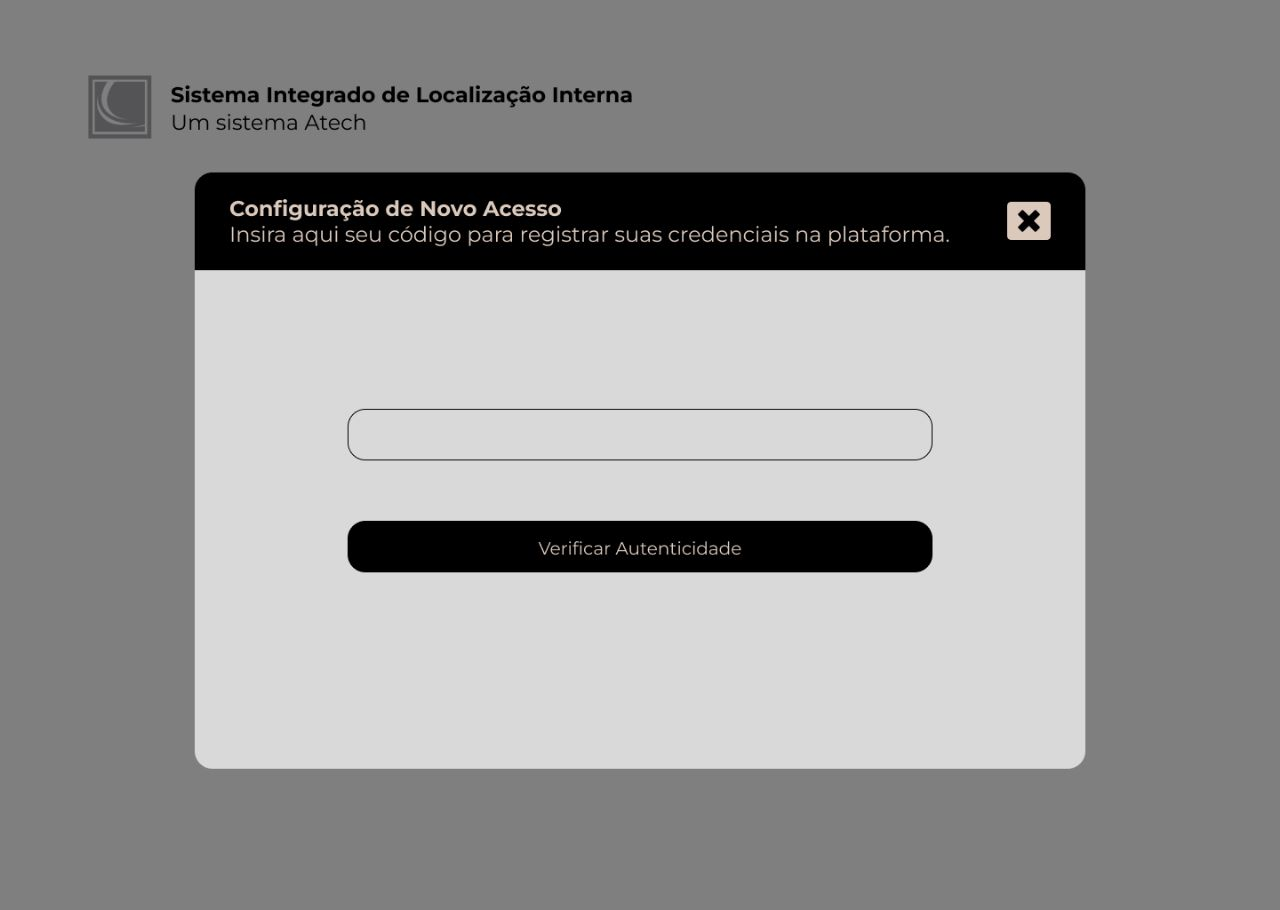 Sistema Integrado de Localização Interna
Um sistema Atech
Configuração de Novo Acesso
Insira aqui seu código para registrar suas credenciais na plataforma.
Verificar Autenticidade